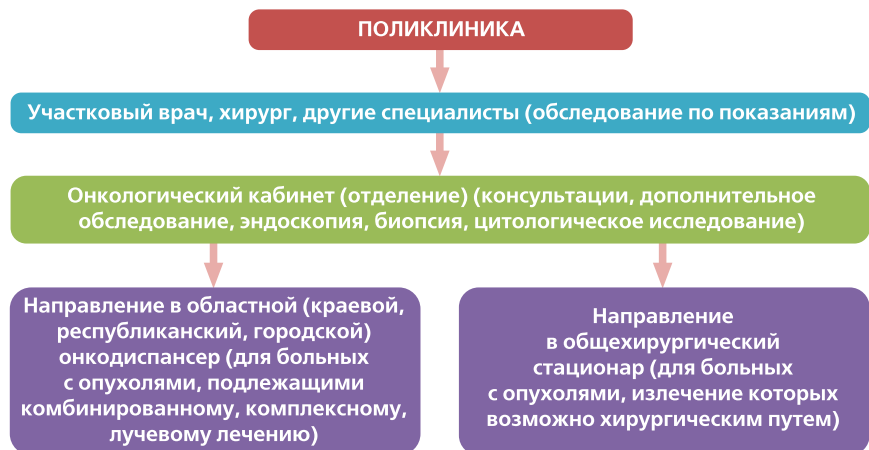 ПОЛИКЛИНИКА
Участковый врач, хирург, другие специалисты (обследование по показаниям)
Онкологический кабинет (отделение) (консультации, дополнительное
обследование, эндоскопия, биопсия, цитологическое исследование)
Направление в областной (краевой,
республиканский, городской)
онкодиспансер (для больных
с опухолями, подлежащими
комбинированному, комплексному,
лучевому лечению)
Направление
в общехирургический
стационар (для больных
с опухолями, излечение которых
возможно хирургическим путем)